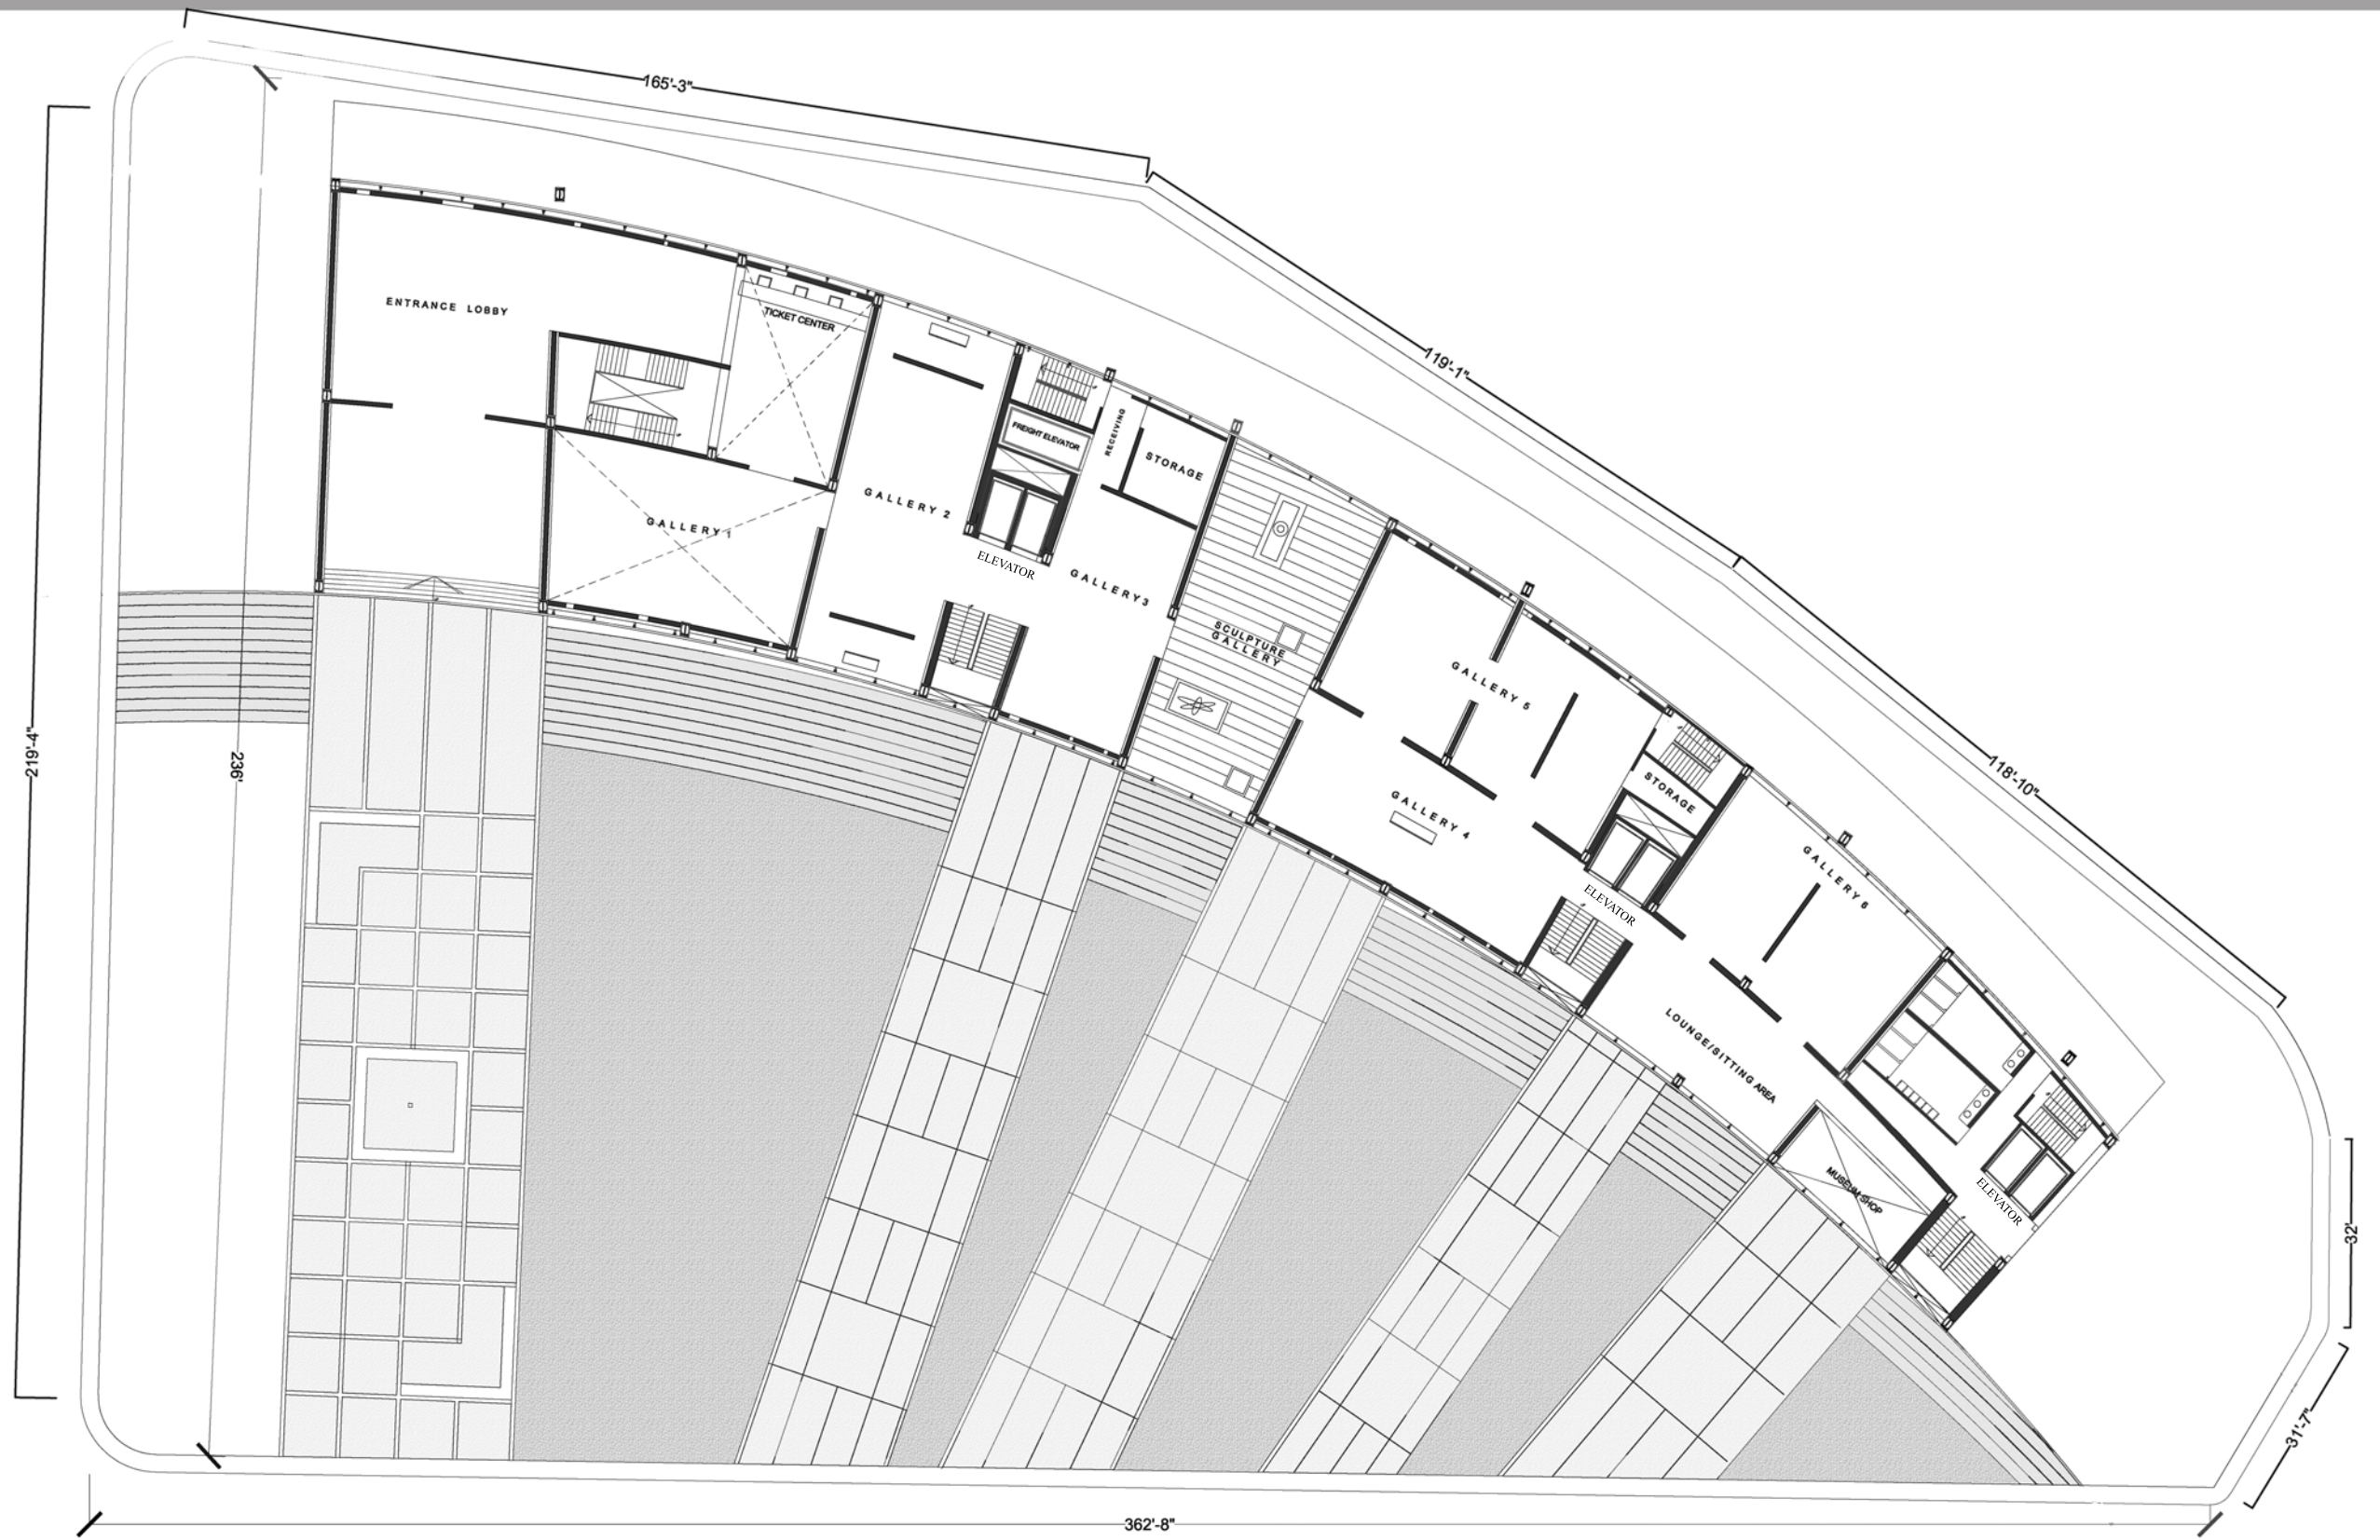 165'-3"
119'-1"
118'-10"
219'-4"
236'
ENTRANCE LOBBY
TICKET CENTER
GALLERY 1
GALLERY 2
FREIGHT ELEVATOR
RECEIVING
STORAGE
ELEVATOR
GALLERY 3
SCULPTURE
GALLERY
GALLERY 5
GALLERY 4
STORAGE
ELEVATOR
GALLERY 6
LOUNGE/SITTING AREA
MUSEUM SHOP
ELEVATOR
32'
31'-7"
362'-8"